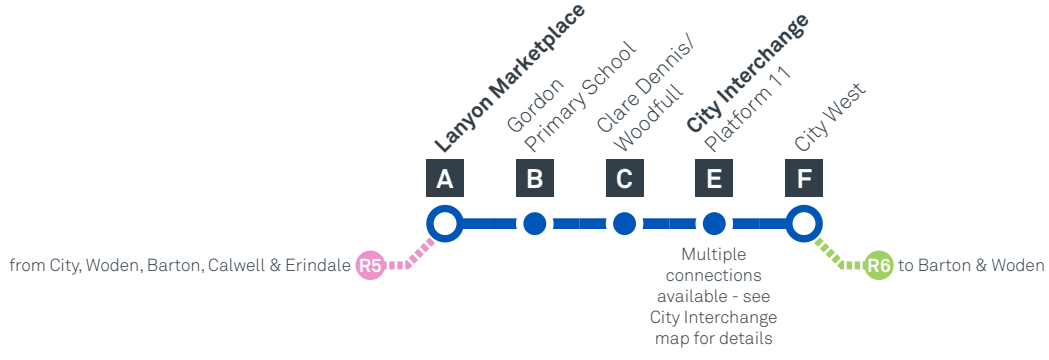 Lanyon Marketplace
Gordon
Primary School
Clare Dennis/
Woodfull
City Interchange
Platform 11
City West
A
B
C
E
F
from City, Woden, Barton, Calwell & Erindale R5
R6 to Barton & Woden
Multiple
connections
available - see
City Interchange
map for details